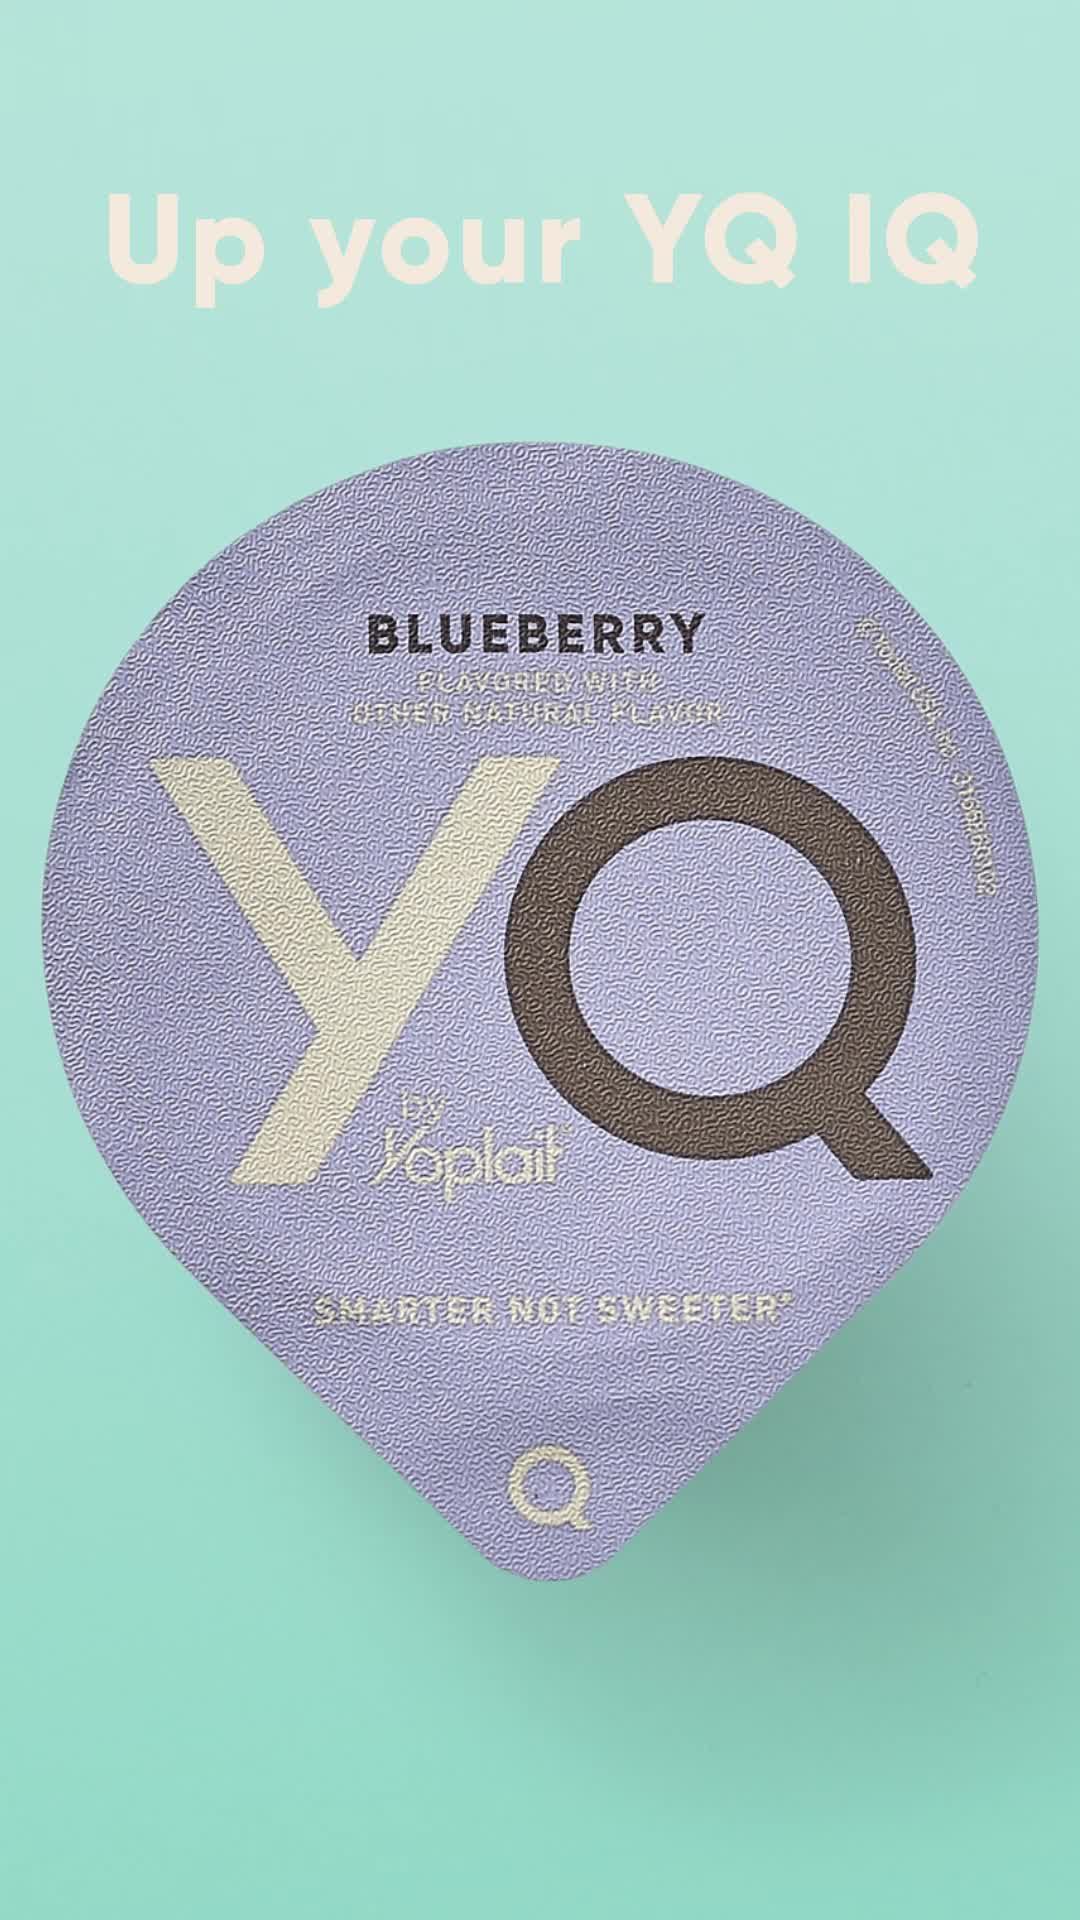 Up your YQ IQ
BLUEBERRY
FLAVORED WITH
OTHER NATURAL FLAVOR
YQ
by
Yoplait
SMARTER NOT SWEETER
Q